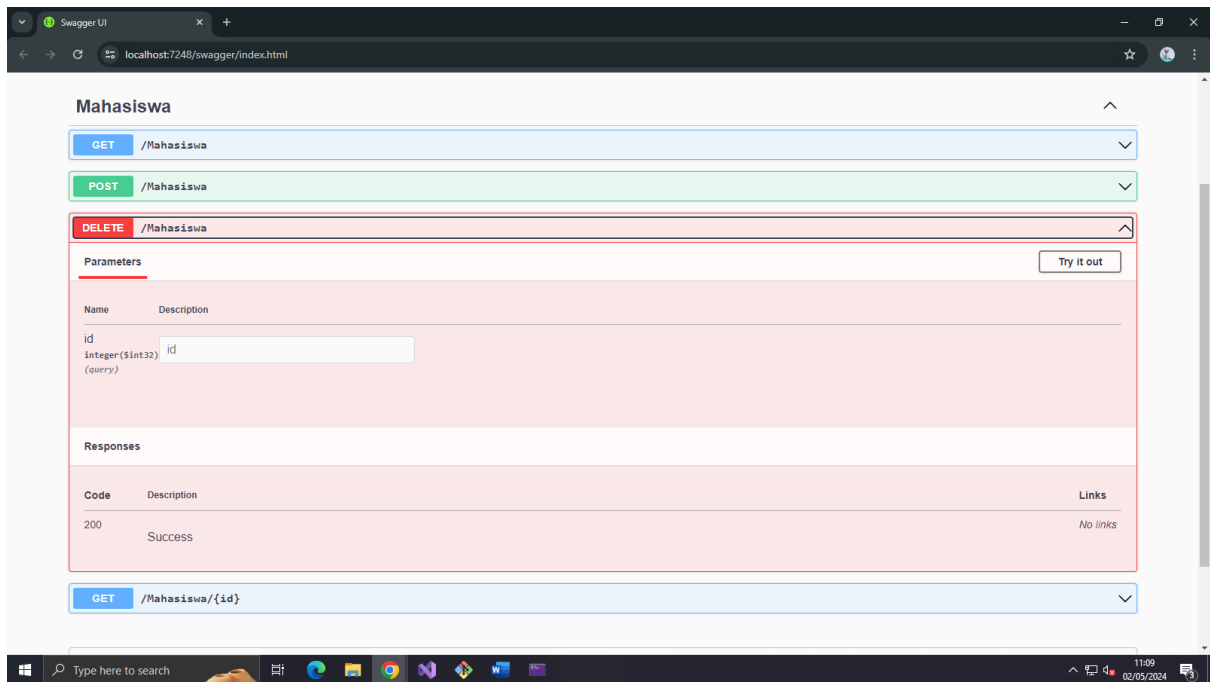 Swagger UI
localhost:7248/swagger/index.html
Mahasiswa
GET /Mahasiswa
POST /Mahasiswa
DELETE /Mahasiswa
Parameters
Try it out
Name Description
id
integer($int32)
(query)
id
Responses
Code Description Links
200 Success No links
GET /Mahasiswa/{id}
Type here to search
11:09
02/05/2024
3